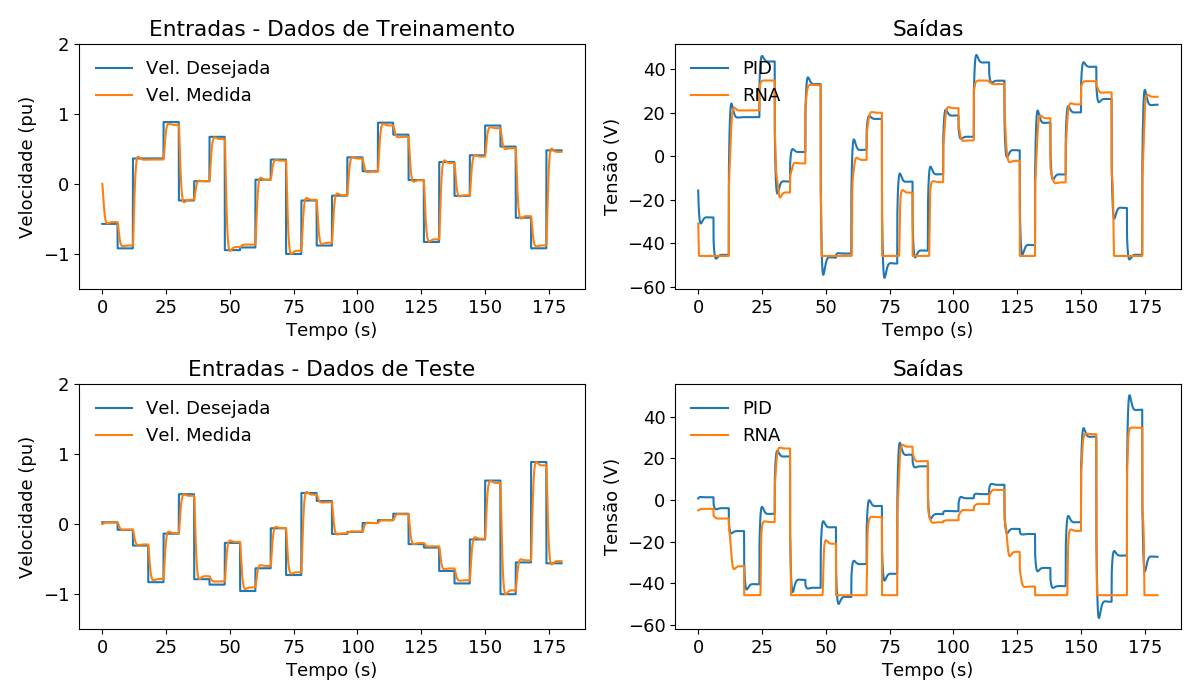 Entradas - Dados de Treinamento
Velocidade (pu)
2
1
0
−1
Vel. Desejada
Vel. Medida
0 25 50 75 100 125 150 175
Tempo (s)
Saídas
Tensão (V)
40
20
0
−20
−40
−60
PID
RNA
0 25 50 75 100 125 150 175
Tempo (s)
Entradas - Dados de Teste
Velocidade (pu)
2
1
0
−1
Vel. Desejada
Vel. Medida
0 25 50 75 100 125 150 175
Tempo (s)
Saídas
Tensão (V)
40
20
0
−20
−40
−60
PID
RNA
0 25 50 75 100 125 150 175
Tempo (s)